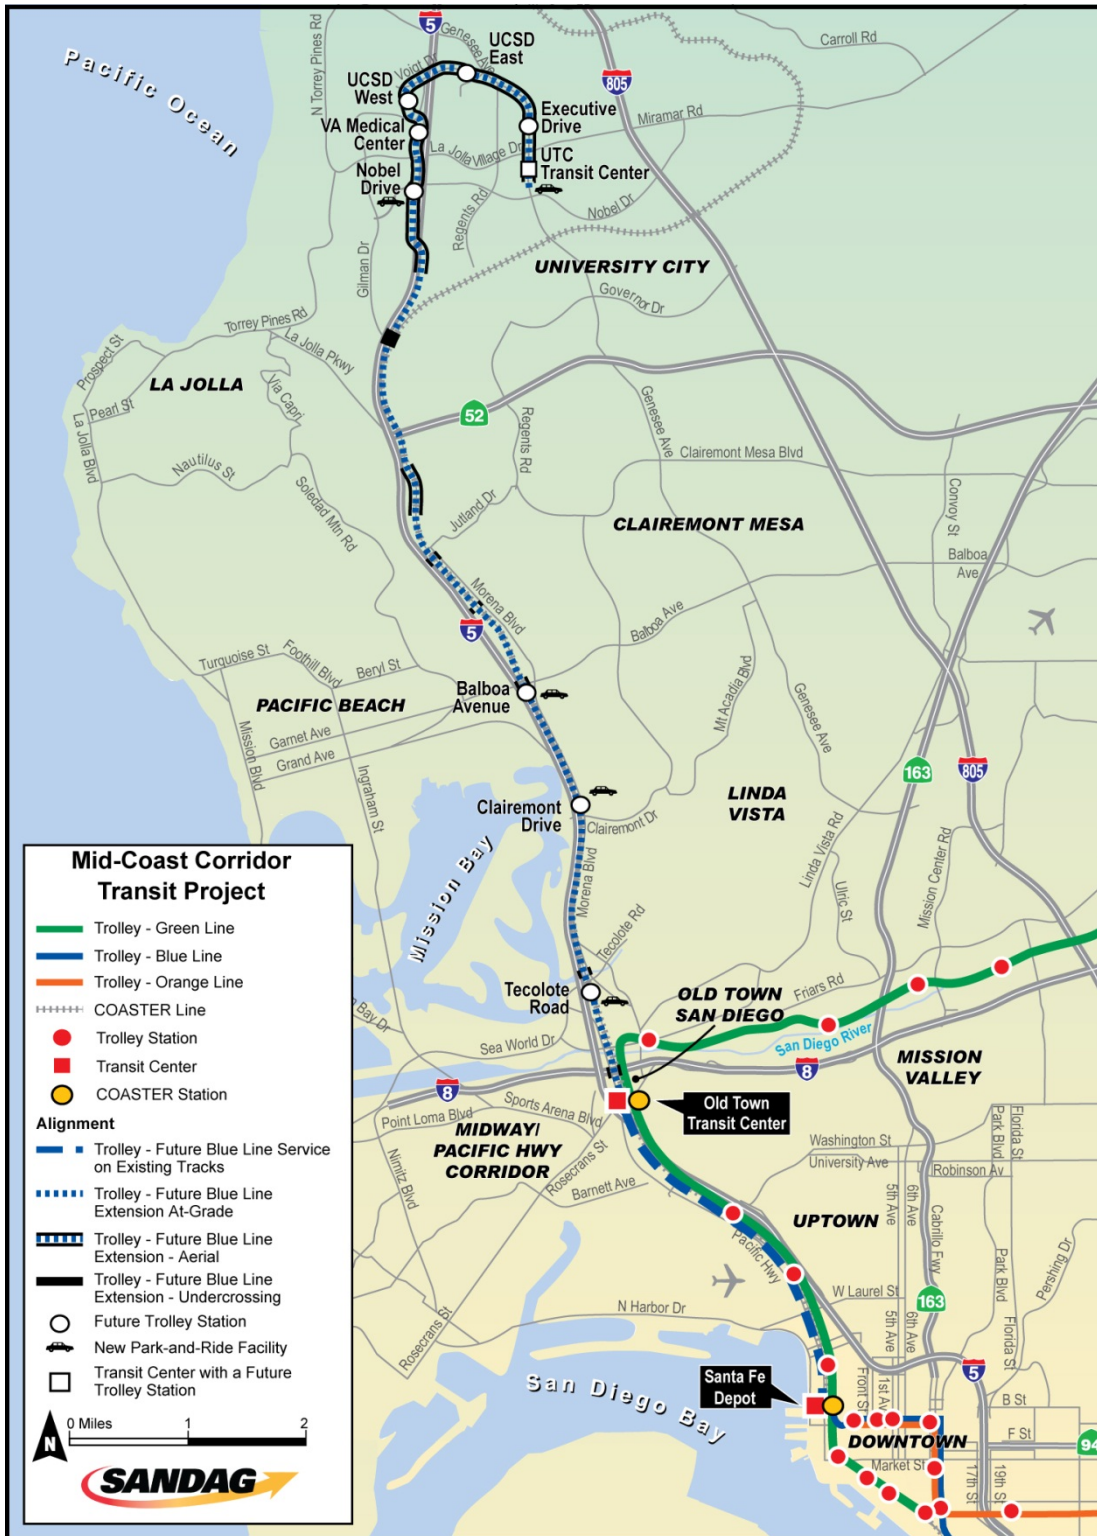 Pacific Ocean
N Torrey Pines Rd
5
Genesee Ave
UCSD
East
Voigt Dr
UCSD
West
805
Carroll Rd
VA Medical
Center
Executive
Drive
Miramar Rd
La Jolla Village Dr
UTC
Transit Center
Nobel
Drive
Nobel Dr
Regents Rd
Gilman Dr
UNIVERSITY CITY
Governor Dr
Torrey Pines Rd
La Jolla Pkwy
Prospect St
LA JOLLA
Via Capri
Pearl St
La Jolla Blvd
52
Regents Rd
Genesee Ave
Clairemont Mesa Blvd
Nautilus St
Soledad Mtn Rd
Jutland Dr
Convoy St
CLAIREMONT MESA
Balboa
Ave
Morena Blvd
5
Balboa Ave
Turquoise St
Foothill Blvd
Beryl St
Mt Acadia Blvd
Genesee Ave
Balboa
Avenue
PACIFIC BEACH
Mission Blvd
Garnet Ave
Grand Ave
Ingraham St
163
805
LINDA
VISTA
Clairemont
Drive
Clairemont Dr
Mission Bay
Morena Blvd
Linda Vista Rd
Ulric St
Mission Center Rd
Tecolote Rd
Tecolote
Road
OLD TOWN
SAN DIEGO
Friars Rd
San Diego River
Bay Dr
Sea World Dr
8
8
MISSION
VALLEY
Point Loma Blvd
Sports Arena Blvd
Old Town
Transit Center
MIDWAY/
PACIFIC HWY
CORRIDOR
Nimitz Blvd
Rosecrans St
Barnett Ave
Washington St
University Ave
Robinson Av
Park Blvd
Florida St
5th Ave
6th Ave
Cabrillo Fwy
UPTOWN
Pacific Hwy
W Laurel St
163
Park Blvd
Pershing Dr
N Harbor Dr
Rosecrans St
5th Ave
6th Ave
Florida St
San Diego Bay
Santa Fe
Depot
Front St
1st Av
5
B St
DOWNTOWN
F St
94
Market St
17th St
19th St
Mid-Coast Corridor
Transit Project
Trolley - Green Line
Trolley - Blue Line
Trolley - Orange Line
COASTER Line
Trolley Station
Transit Center
COASTER Station
Alignment
Trolley - Future Blue Line Service
on Existing Tracks
Trolley - Future Blue Line
Extension At-Grade
Trolley - Future Blue Line
Extension - Aerial
Trolley - Future Blue Line
Extension - Undercrossing
Future Trolley Station
New Park-and-Ride Facility
Transit Center with a Future
Trolley Station
0 Miles 1 2
N
SANDAG